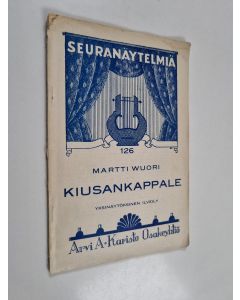 SEURANÄYTELMIÄ
126
MARTTI WUORI
KIUSANKAPPALE
YKSINÄYTÖKSINEN ILVEILY
Arvi A. Karisto Osakeyhtiö